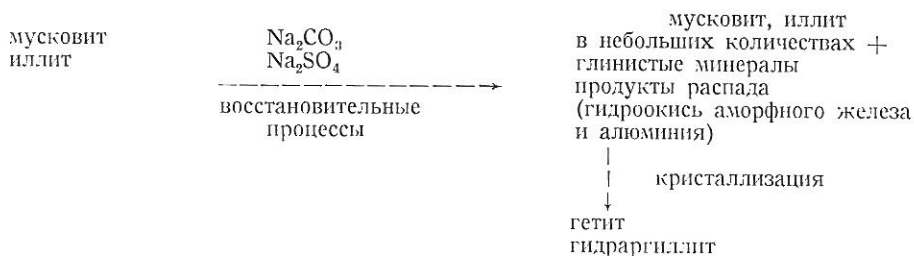 мусковит
иллит
Na₂CO₃
Na₂SO₄
восстановительные
процессы
мусковит, иллит
в небольших количествах +
глинистые минералы
продукты распада
(гидроокись аморфного железа
и алюминия)
кристаллизация
гетит
гидраргиллит